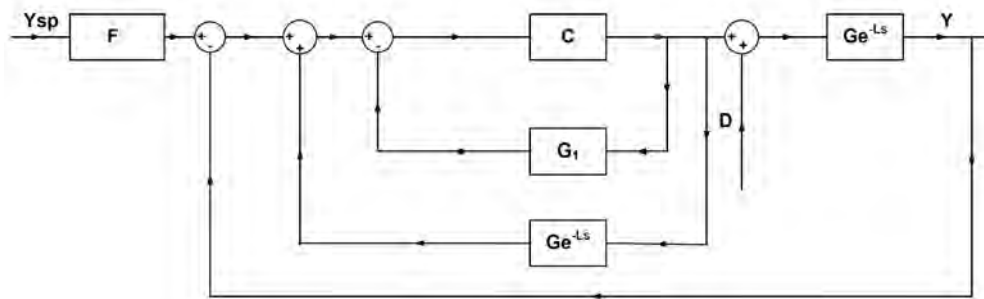 Ysp
F
+
-
+
+
+
-
C
+
+
Ge-Ls
Y
D
G1
Ge-Ls